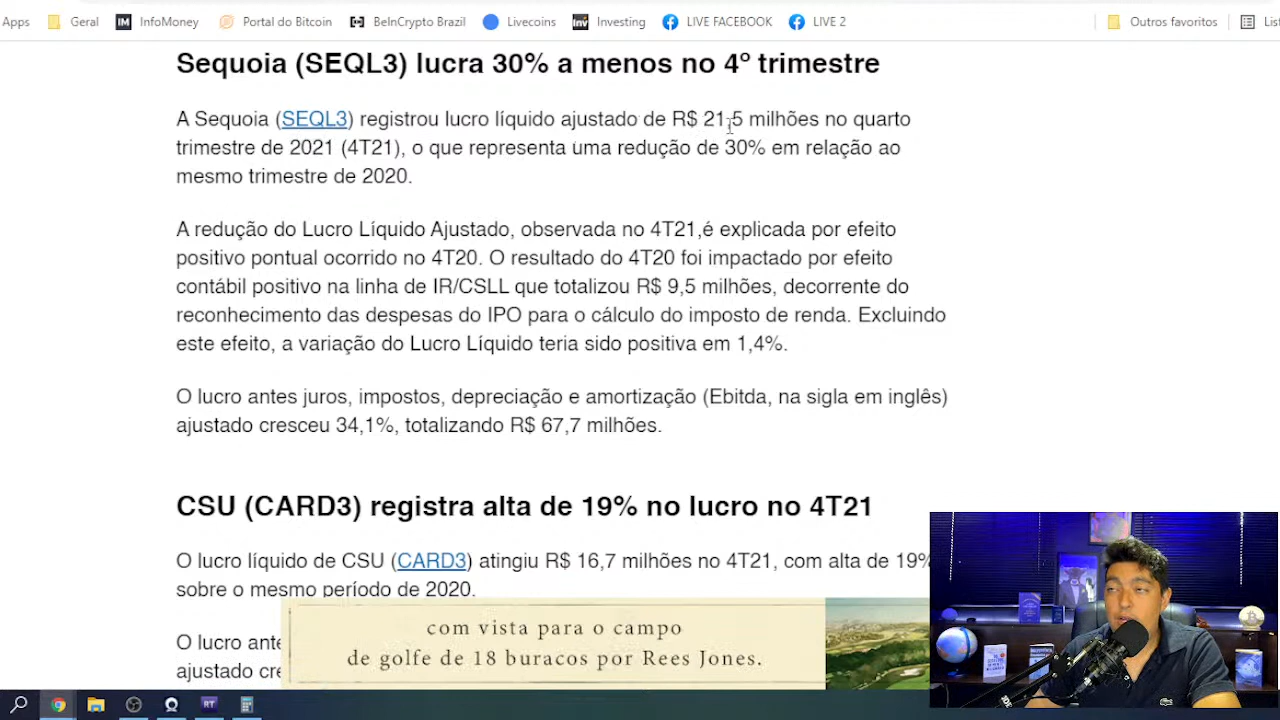 Apps Geral InfoMoney Portal do Bitcoin BeInCrypto Brazil Livecoins Investing LIVE FACEBOOK LIVE 2 Outros favoritos
Sequoia (SEQL3) lucra 30% a menos no 4º trimestre
A Sequoia (SEQL3) registrou lucro líquido ajustado de R$ 21,5 milhões no quarto
trimestre de 2021 (4T21), o que representa uma redução de 30% em relação ao
mesmo trimestre de 2020.
A redução do Lucro Líquido Ajustado, observada no 4T21,é explicada por efeito
positivo pontual ocorrido no 4T20. O resultado do 4T20 foi impactado por efeito
contábil positivo na linha de IR/CSLL que totalizou R$ 9,5 milhões, decorrente do
reconhecimento das despesas do IPO para o cálculo do imposto de renda. Excluindo
este efeito, a variação do Lucro Líquido teria sido positiva em 1,4%.
O lucro antes juros, impostos, depreciação e amortização (Ebitda, na sigla em inglês)
ajustado cresceu 34,1%, totalizando R$ 67,7 milhões.
CSU (CARD3) registra alta de 19% no lucro no 4T21
O lucro líquido de CSU (CARD3) atingiu R$ 16,7 milhões no 4T21, com alta de 19%
sobre o mesmo período de 2020.
O lucro ante
ajustado cre
com vista para o campo
de golfe de 18 buracos por Rees Jones.